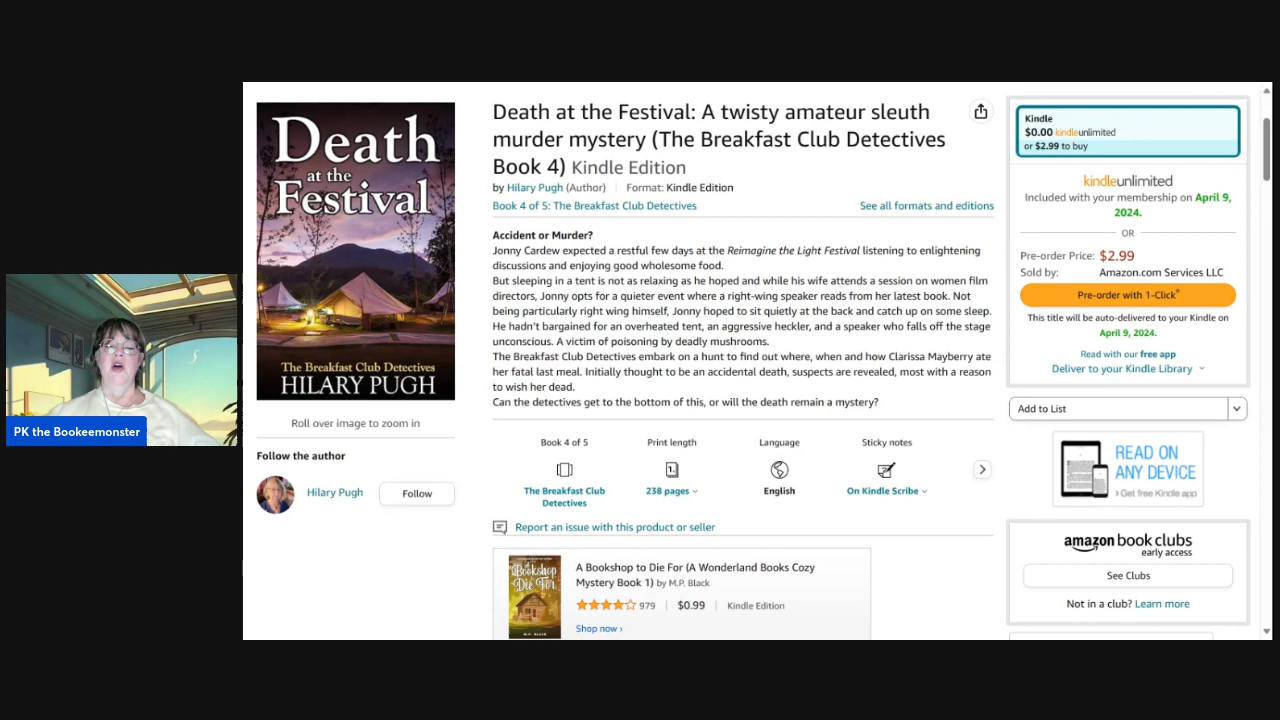 Death
at the
Festival
The Breakfast Club Detectives
HILARY PUGH
Roll over image to zoom in
Follow the author
Hilary Pugh
Follow
PK the Bookeemonster
Death at the Festival: A twisty amateur sleuth
murder mystery (The Breakfast Club Detectives
Book 4) Kindle Edition
by Hilary Pugh (Author) | Format: Kindle Edition
Book 4 of 5: The Breakfast Club Detectives
See all formats and editions
Accident or Murder?
Jonny Cardew expected a restful few days at the Reimagine the Light Festival listening to enlightening
discussions and enjoying good wholesome food.
But sleeping in a tent is not as relaxing as he hoped and while his wife attends a session on women film
directors, Jonny opts for a quieter event where a right-wing speaker reads from her latest book. Not
being particularly right wing himself, Jonny hoped to sit quietly at the back and catch up on some sleep.
He hadn't bargained for an overheated tent, an aggressive heckler, and a speaker who falls off the stage
unconscious. A victim of poisoning by deadly mushrooms.
The Breakfast Club Detectives embark on a hunt to find out where, when and how Clarissa Mayberry ate
her fatal last meal. Initially thought to be an accidental death, suspects are revealed, most with a reason
to wish her dead.
Can the detectives get to the bottom of this, or will the death remain a mystery?
Book 4 of 5
The Breakfast Club
Detectives
Print length
1.
238 pages
Language
English
Sticky notes
On Kindle Scribe
Report an issue with this product or seller
Bookshop
Die For
M.P. BLACK
A Bookshop to Die For (A Wonderland Books Cozy
Mystery Book 1) by M.P. Black
979 | $0.99 | Kindle Edition
Shop now ›
Kindle
$0.00 kindleunlimited
or $2.99 to buy
kindleunlimited
Included with your membership on April 9,
2024.
OR
Pre-order Price: $2.99
Sold by: Amazon.com Services LLC
Pre-order with 1-Click®
This title will be auto-delivered to your Kindle on
April 9, 2024.
Read with our free app
Deliver to your Kindle Library
Add to List
READ ON
ANY DEVICE
› Get free Kindle app
amazon book clubs
early access
See Clubs
Not in a club? Learn more